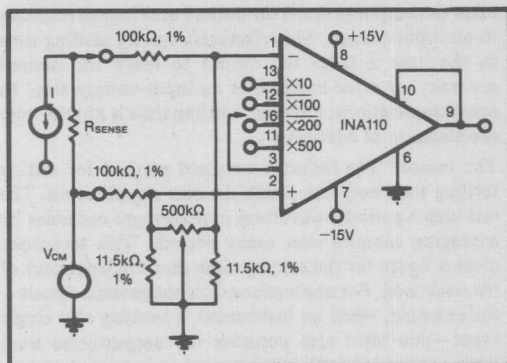 +15V
100kΩ, 1%
1
−
8
13
×10
12
×100
10
16
×200
INA
9
11
×500
I
RSENSE
3
2
+
6
100kΩ, 1%
7
−15V
500kΩ
VCM
11.5kΩ,
1%
11.5kΩ, 1%